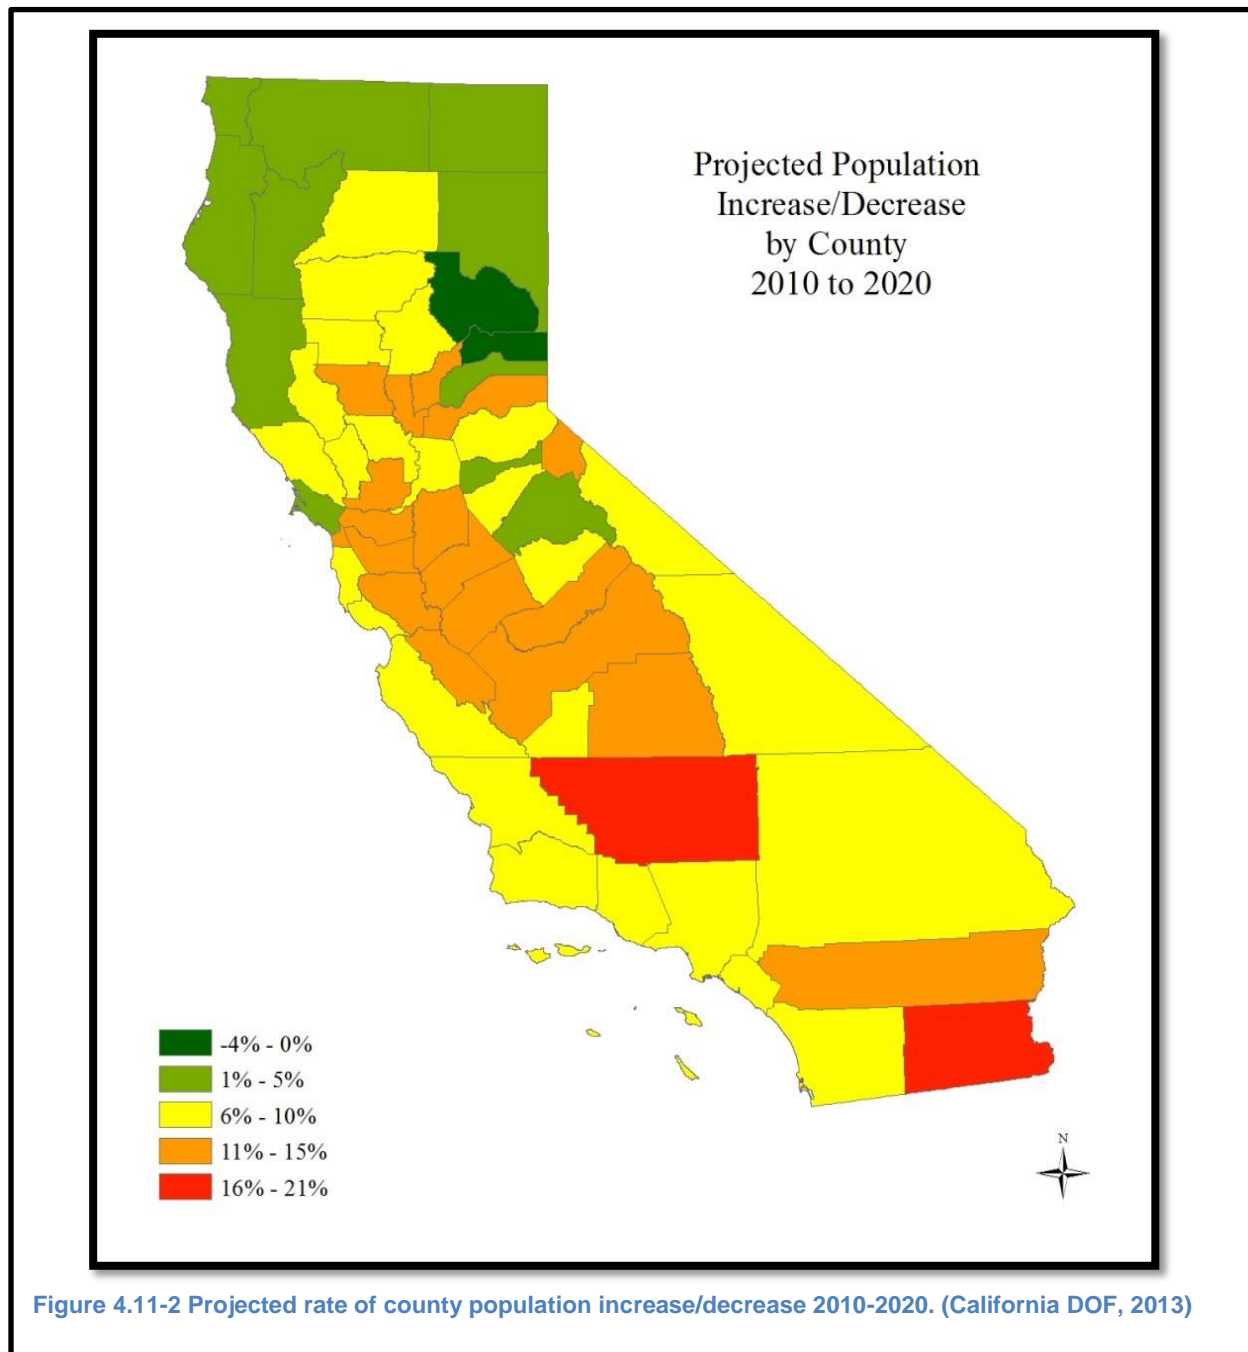 Projected Population
Increase/Decrease
by County
2010 to 2020
-4% - 0%
1% - 5%
6% - 10%
11% - 15%
16% - 21%
N
Figure 4.11-2 Projected rate of county population increase/decrease 2010-2020. (California DOF, 2013)